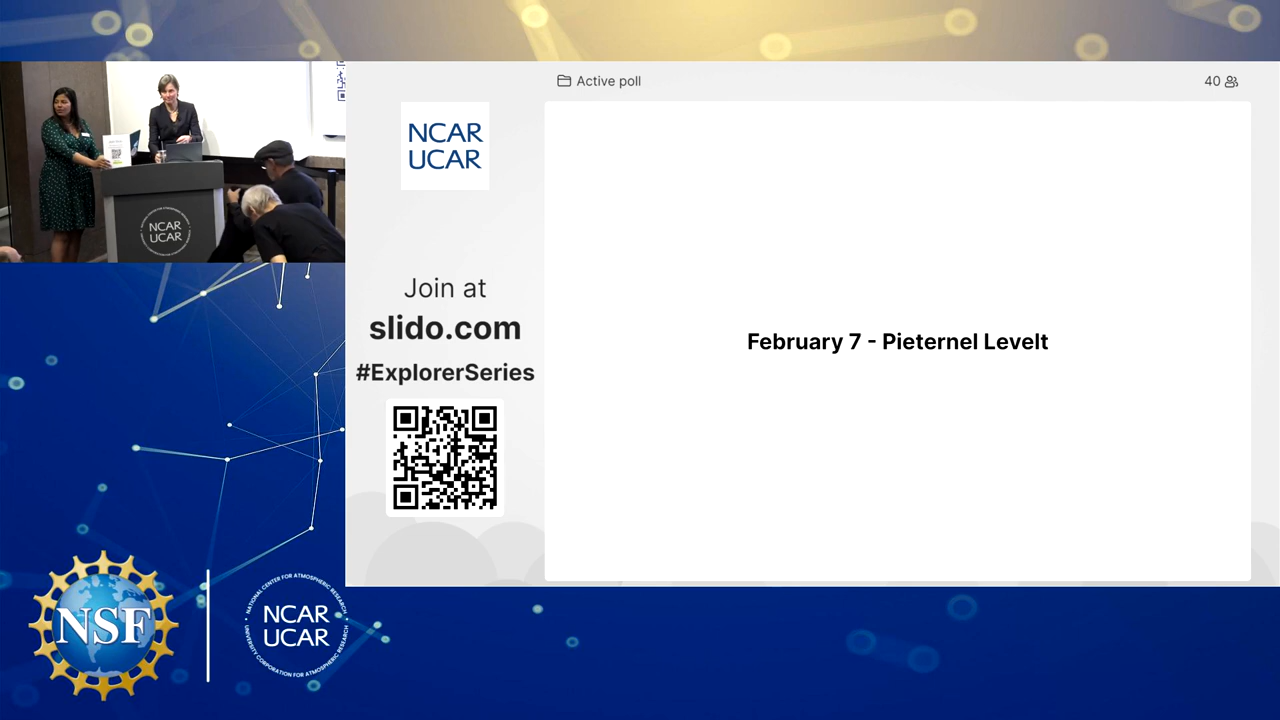 Active poll
40
NCAR
UCAR
Join at
slido.com
#ExplorerSeries
February 7 - Pieternel Levelt
NCAR
UCAR
NSF
NATIONAL CENTER FOR ATMOSPHERIC RESEARCH
NCAR
UCAR
UNIVERSITY CORPORATION FOR ATMOSPHERIC RESEARCH